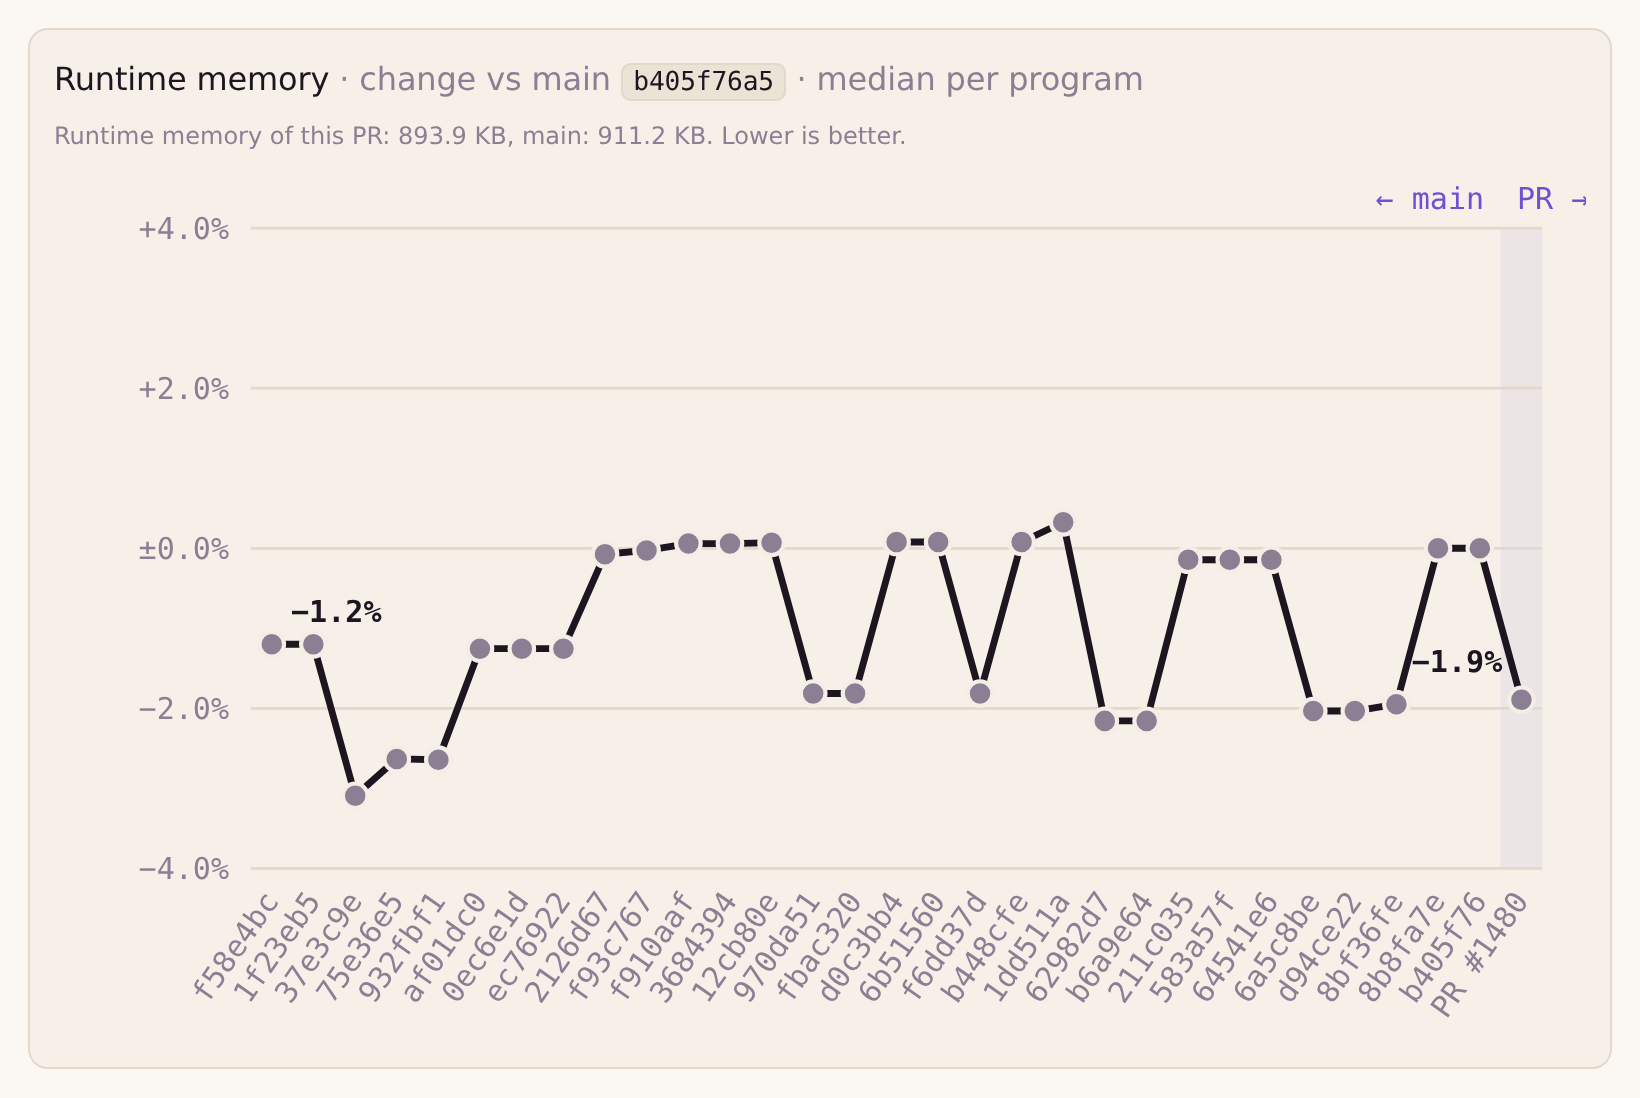 Runtime memory · change vs main b405f76a5 · median per program
Runtime memory of this PR: 893.9 KB, main: 911.2 KB. Lower is better.
← main PR →
+4.0%
+2.0%
±0.0%
−2.0%
−4.0%
−1.2%
−1.9%
f58e4bc
1f23eb5
37e3c9e
75e36e5
932fbf1
af01dc0
0ec6e1d
ec76922
2126d67
f93c767
f910aaf
3684394
12cb80e
970da51
fbac320
d0c3bb4
6b51560
f6dd37d
b448cfe
1dd511a
62982d7
b6a9e64
211c035
583a57f
64541e6
6a5c8be
d94ce22
8bf36fe
8b8fa7e
b405f76
PR #1480